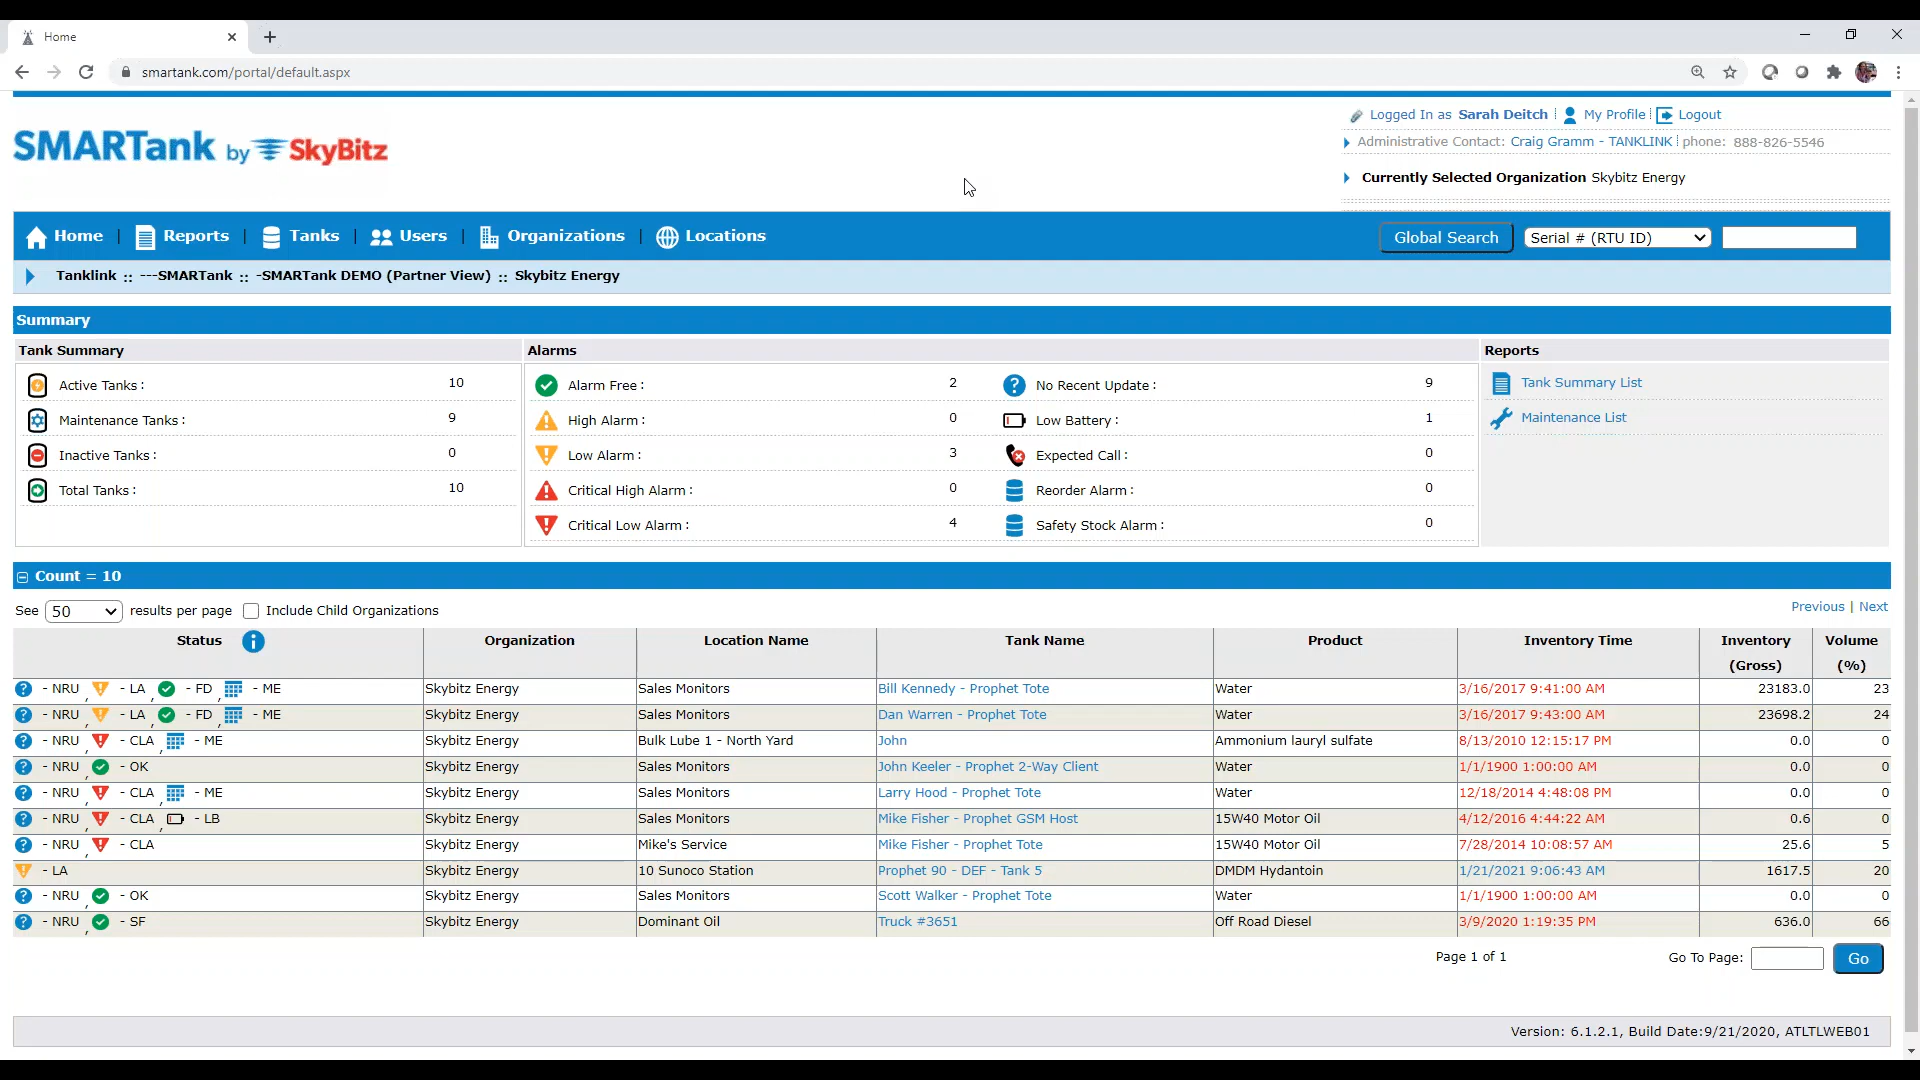 Home
smartank.com/portal/default.aspx
Logged In as Sarah Deitch My Profile Logout
SMARTank by SkyBitz
Administrative Contact: Craig Gramm - TANKLINK phone: 888-826-5546
Currently Selected Organization Skybitz Energy
Home | Reports | Tanks | Users | Organizations | Locations Global Search Serial # (RTU ID)
Tanklink :: ---SMARTank :: -SMARTank DEMO (Partner View) :: Skybitz Energy
Summary
Tank Summary Alarms Reports
Active Tanks : 10 Alarm Free : 2 No Recent Update : 9 Tank Summary List
Maintenance Tanks : 9 High Alarm : 0 Low Battery : 1 Maintenance List
Inactive Tanks : 0 Low Alarm : 3 Expected Call : 0
Total Tanks : 10 Critical High Alarm : 0 Reorder Alarm : 0
Critical Low Alarm : 4 Safety Stock Alarm : 0
Count = 10
See 50 results per page Include Child Organizations Previous | Next
Status Organization Location Name Tank Name Product Inventory Time Inventory (Gross) Volume (%)
- NRU , - LA , - FD , - ME Skybitz Energy Sales Monitors Bill Kennedy - Prophet Tote Water 3/16/2017 9:41:00 AM 23183.0 23
- NRU , - LA , - FD , - ME Skybitz Energy Sales Monitors Dan Warren - Prophet Tote Water 3/16/2017 9:43:00 AM 23698.2 24
- NRU , - CLA , - ME Skybitz Energy Bulk Lube 1 - North Yard John Ammonium lauryl sulfate 8/13/2010 12:15:17 PM 0.0 0
- NRU , - OK Skybitz Energy Sales Monitors John Keeler - Prophet 2-Way Client Water 1/1/1900 1:00:00 AM 0.0 0
- NRU , - CLA , - ME Skybitz Energy Sales Monitors Larry Hood - Prophet Tote Water 12/18/2014 4:48:08 PM 0.0 0
- NRU , - CLA , - LB Skybitz Energy Sales Monitors Mike Fisher - Prophet GSM Host 15W40 Motor Oil 4/12/2016 4:44:22 AM 0.6 0
- NRU , - CLA Skybitz Energy Mike's Service Mike Fisher - Prophet Tote 15W40 Motor Oil 7/28/2014 10:08:57 AM 25.6 5
- LA Skybitz Energy 10 Sunoco Station Prophet 90 - DEF - Tank 5 DMDM Hydantoin 1/21/2021 9:06:43 AM 1617.5 20
- NRU , - OK Skybitz Energy Sales Monitors Scott Walker - Prophet Tote Water 1/1/1900 1:00:00 AM 0.0 0
- NRU , - SF Skybitz Energy Dominant Oil Truck #3651 Off Road Diesel 3/9/2020 1:19:35 PM 636.0 66
Page 1 of 1 Go To Page: Go
Version: 6.1.2.1, Build Date:9/21/2020, ATLTLWEB01